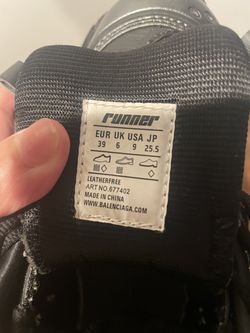 runner
EUR UK USA JP
39 6 9 25.5
LEATHERFREE
ART NO.677402
MADE IN CHINA
WWW.BALENCIAGA.COM